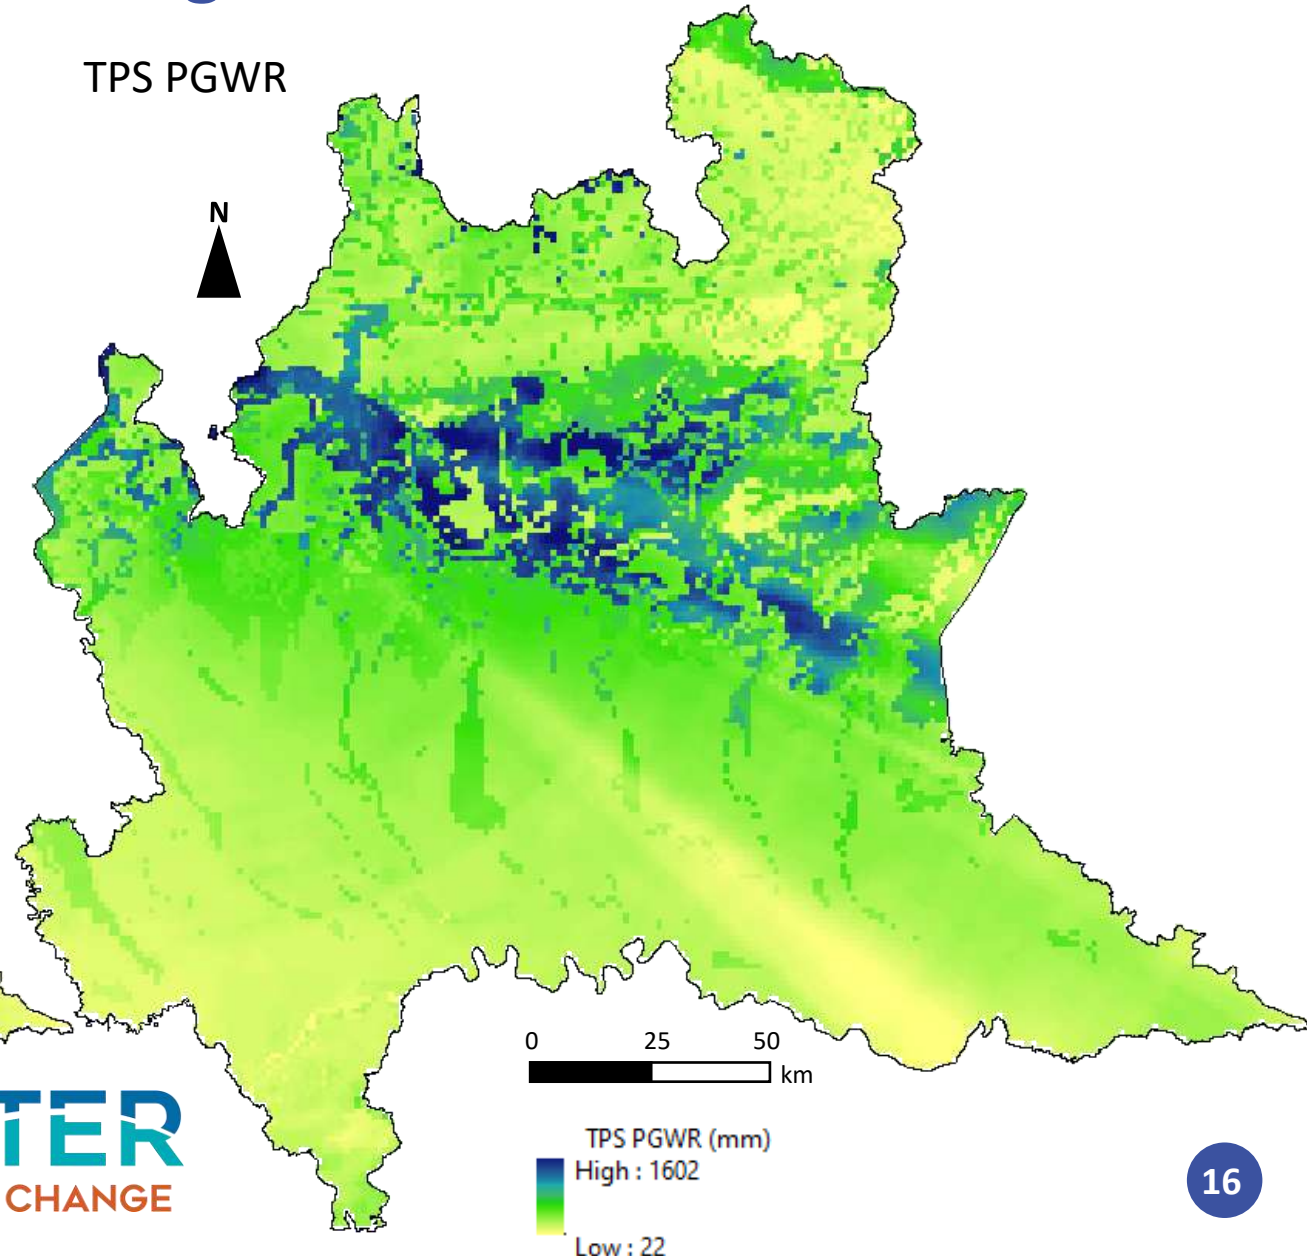 TPS PGWR
N
0 25 50
km
TPS PGWR (mm)
High : 1602
Low : 22
TER
CHANGE
16